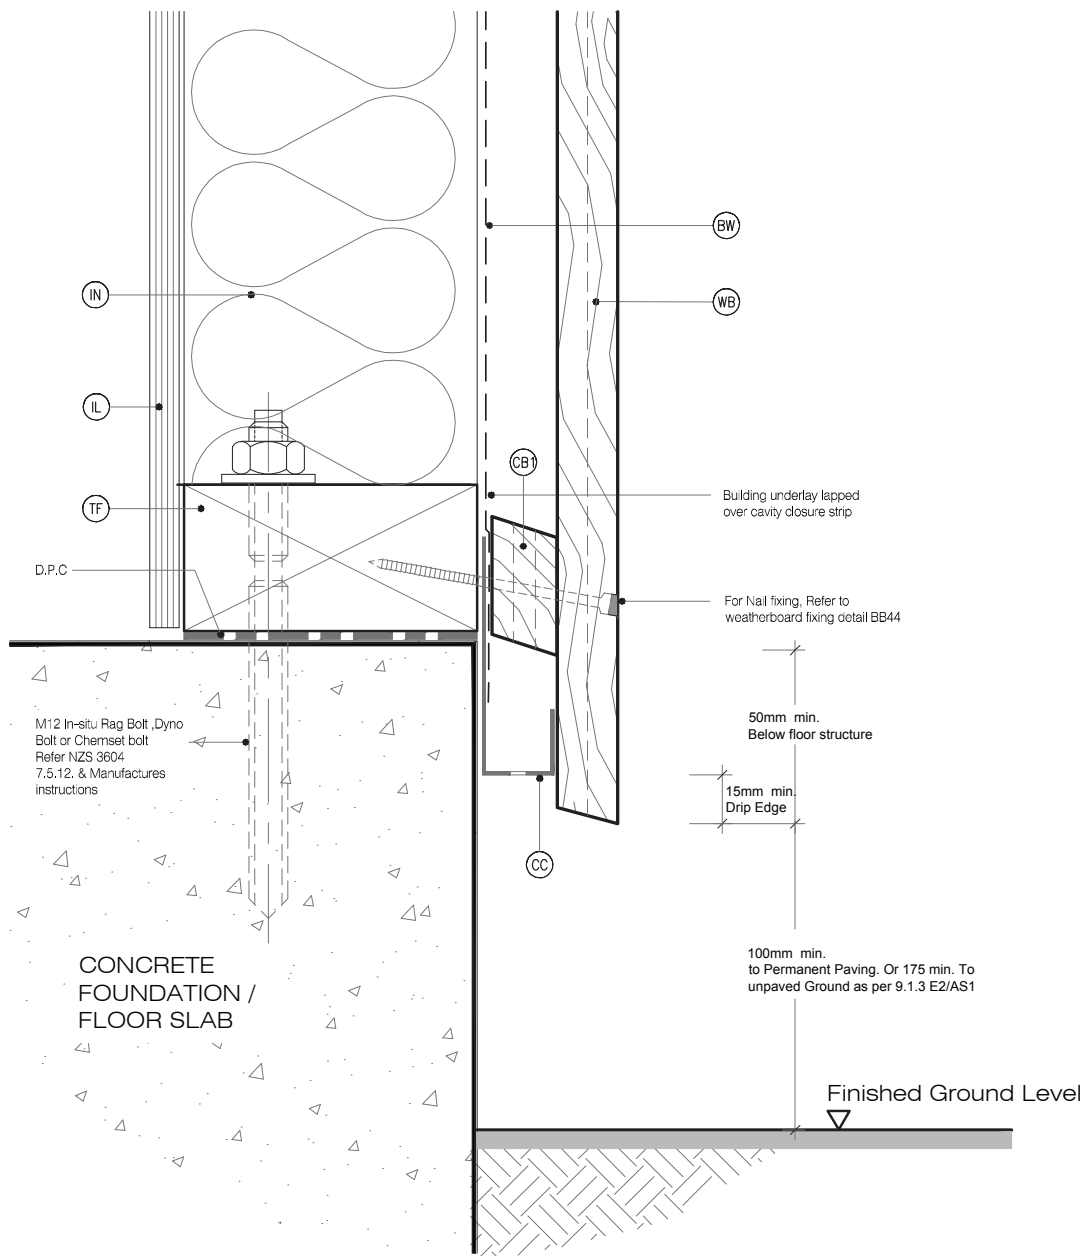 BW
IN
WB
IL
CB1
Building underlay lapped
over cavity closure strip
TF
D.P.C
For Nail fixing, Refer to
weatherboard fixing detail BB44
M12 In-situ Rag Bolt ,Dyno
Bolt or Chemset bolt
Refer NZS 3604
7.5.12. & Manufactures
instructions
50mm min.
Below floor structure
15mm min.
Drip Edge
CC
CONCRETE
FOUNDATION /
FLOOR SLAB
100mm min.
to Permanent Paving. Or 175 min. To
unpaved Ground as per 9.1.3 E2/AS1
Finished Ground Level